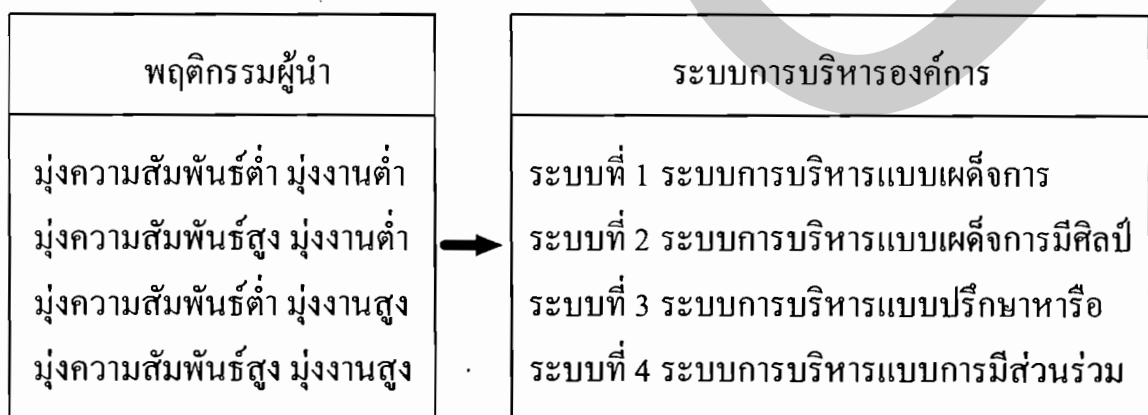 พฤติกรรมผู้นำ
มุ่งความสัมพันธ์ต่ำ มุ่งงานต่ำ
มุ่งความสัมพันธ์สูง มุ่งงานต่ำ
มุ่งความสัมพันธ์ต่ำ มุ่งงานสูง
มุ่งความสัมพันธ์สูง มุ่งงานสูง
ระบบการบริหารองค์การ
ระบบที่ 1 ระบบการบริหารแบบเผด็จการ
ระบบที่ 2 ระบบการบริหารแบบเผด็จการมีศิลป์
ระบบที่ 3 ระบบการบริหารแบบปรึกษาหารือ
ระบบที่ 4 ระบบการบริหารแบบการมีส่วนร่วม